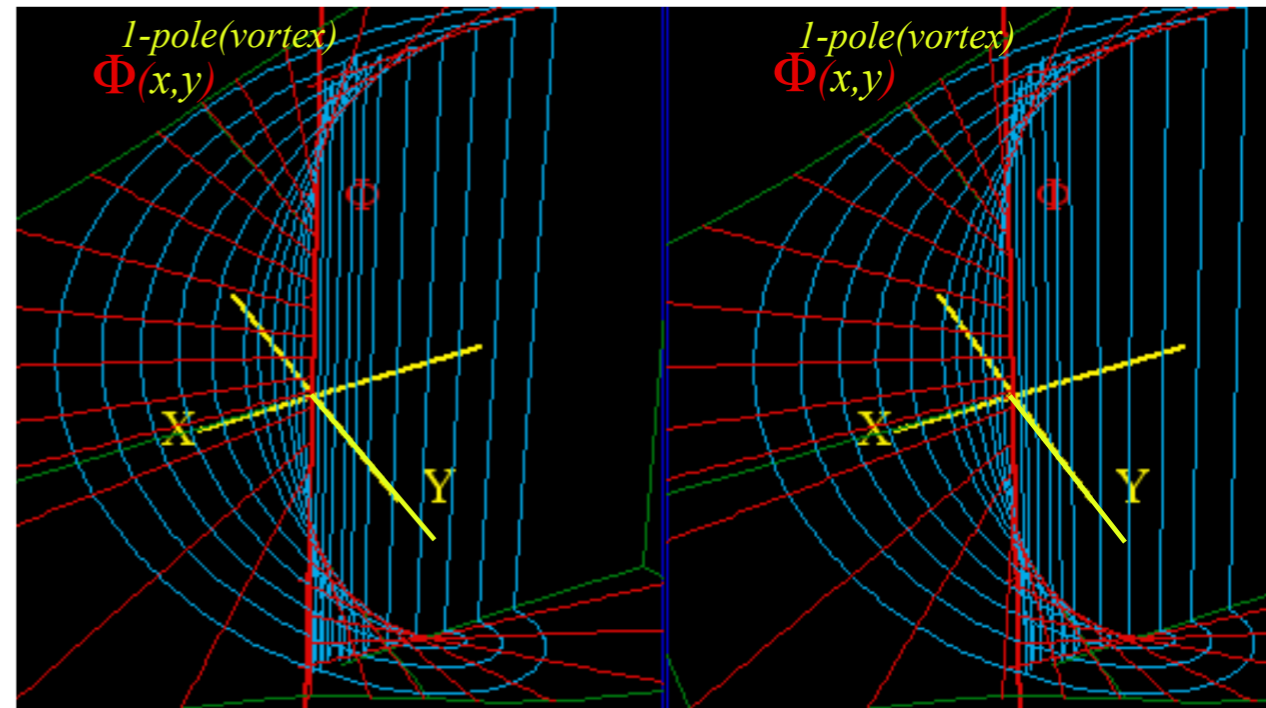 1-pole(vortex)
Φ(x,y)
Φ
X
Y
1-pole(vortex)
Φ(x,y)
Φ
X
Y